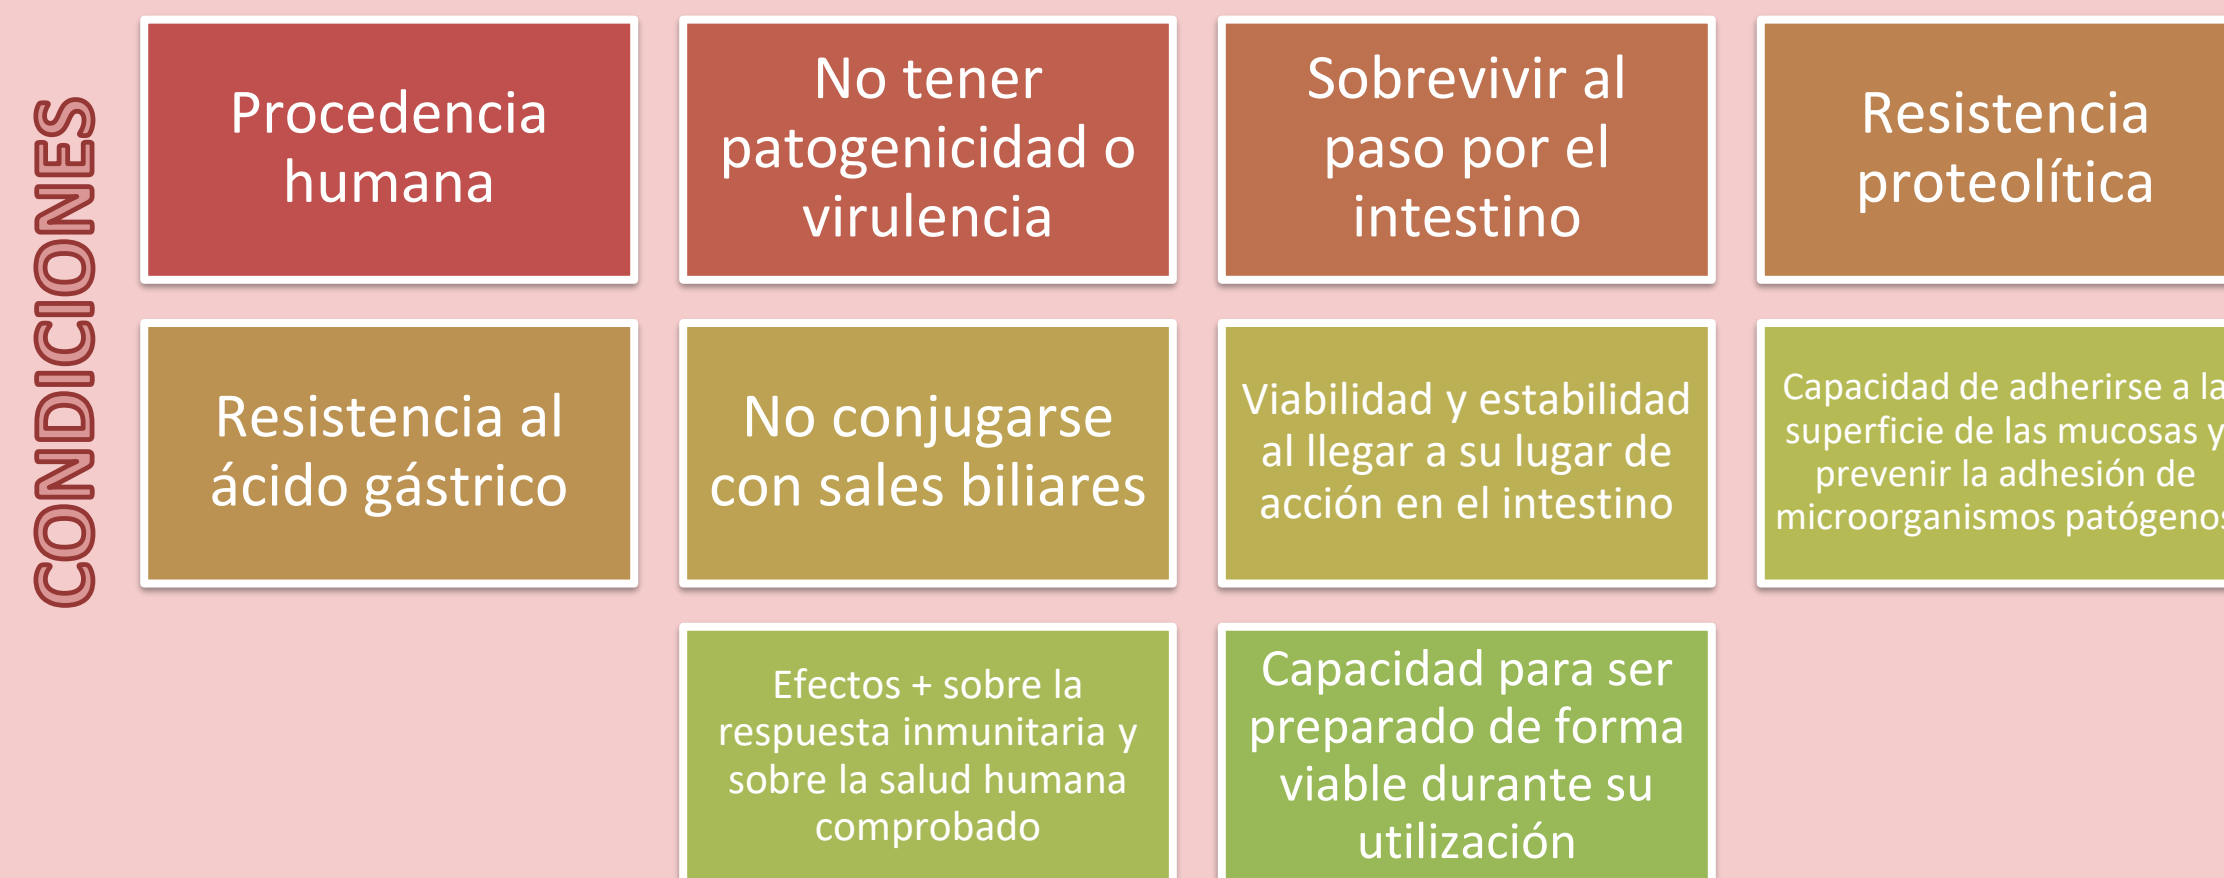 CONDICIONES
Procedencia
humana
No tener
patogenicidad o
virulencia
Sobrevivir al
paso por el
intestino
Resistencia
proteolítica
Resistencia al
ácido gástrico
No conjugarse
con sales biliares
Viabilidad y estabilidad
al llegar a su lugar de
acción en el intestino
Capacidad de adherirse a la
superficie de las mucosas y
prevenir la adhesión de
microorganismos patógenos
Efectos + sobre la
respuesta inmunitaria y
sobre la salud humana
comprobado
Capacidad para ser
preparado de forma
viable durante su
utilización